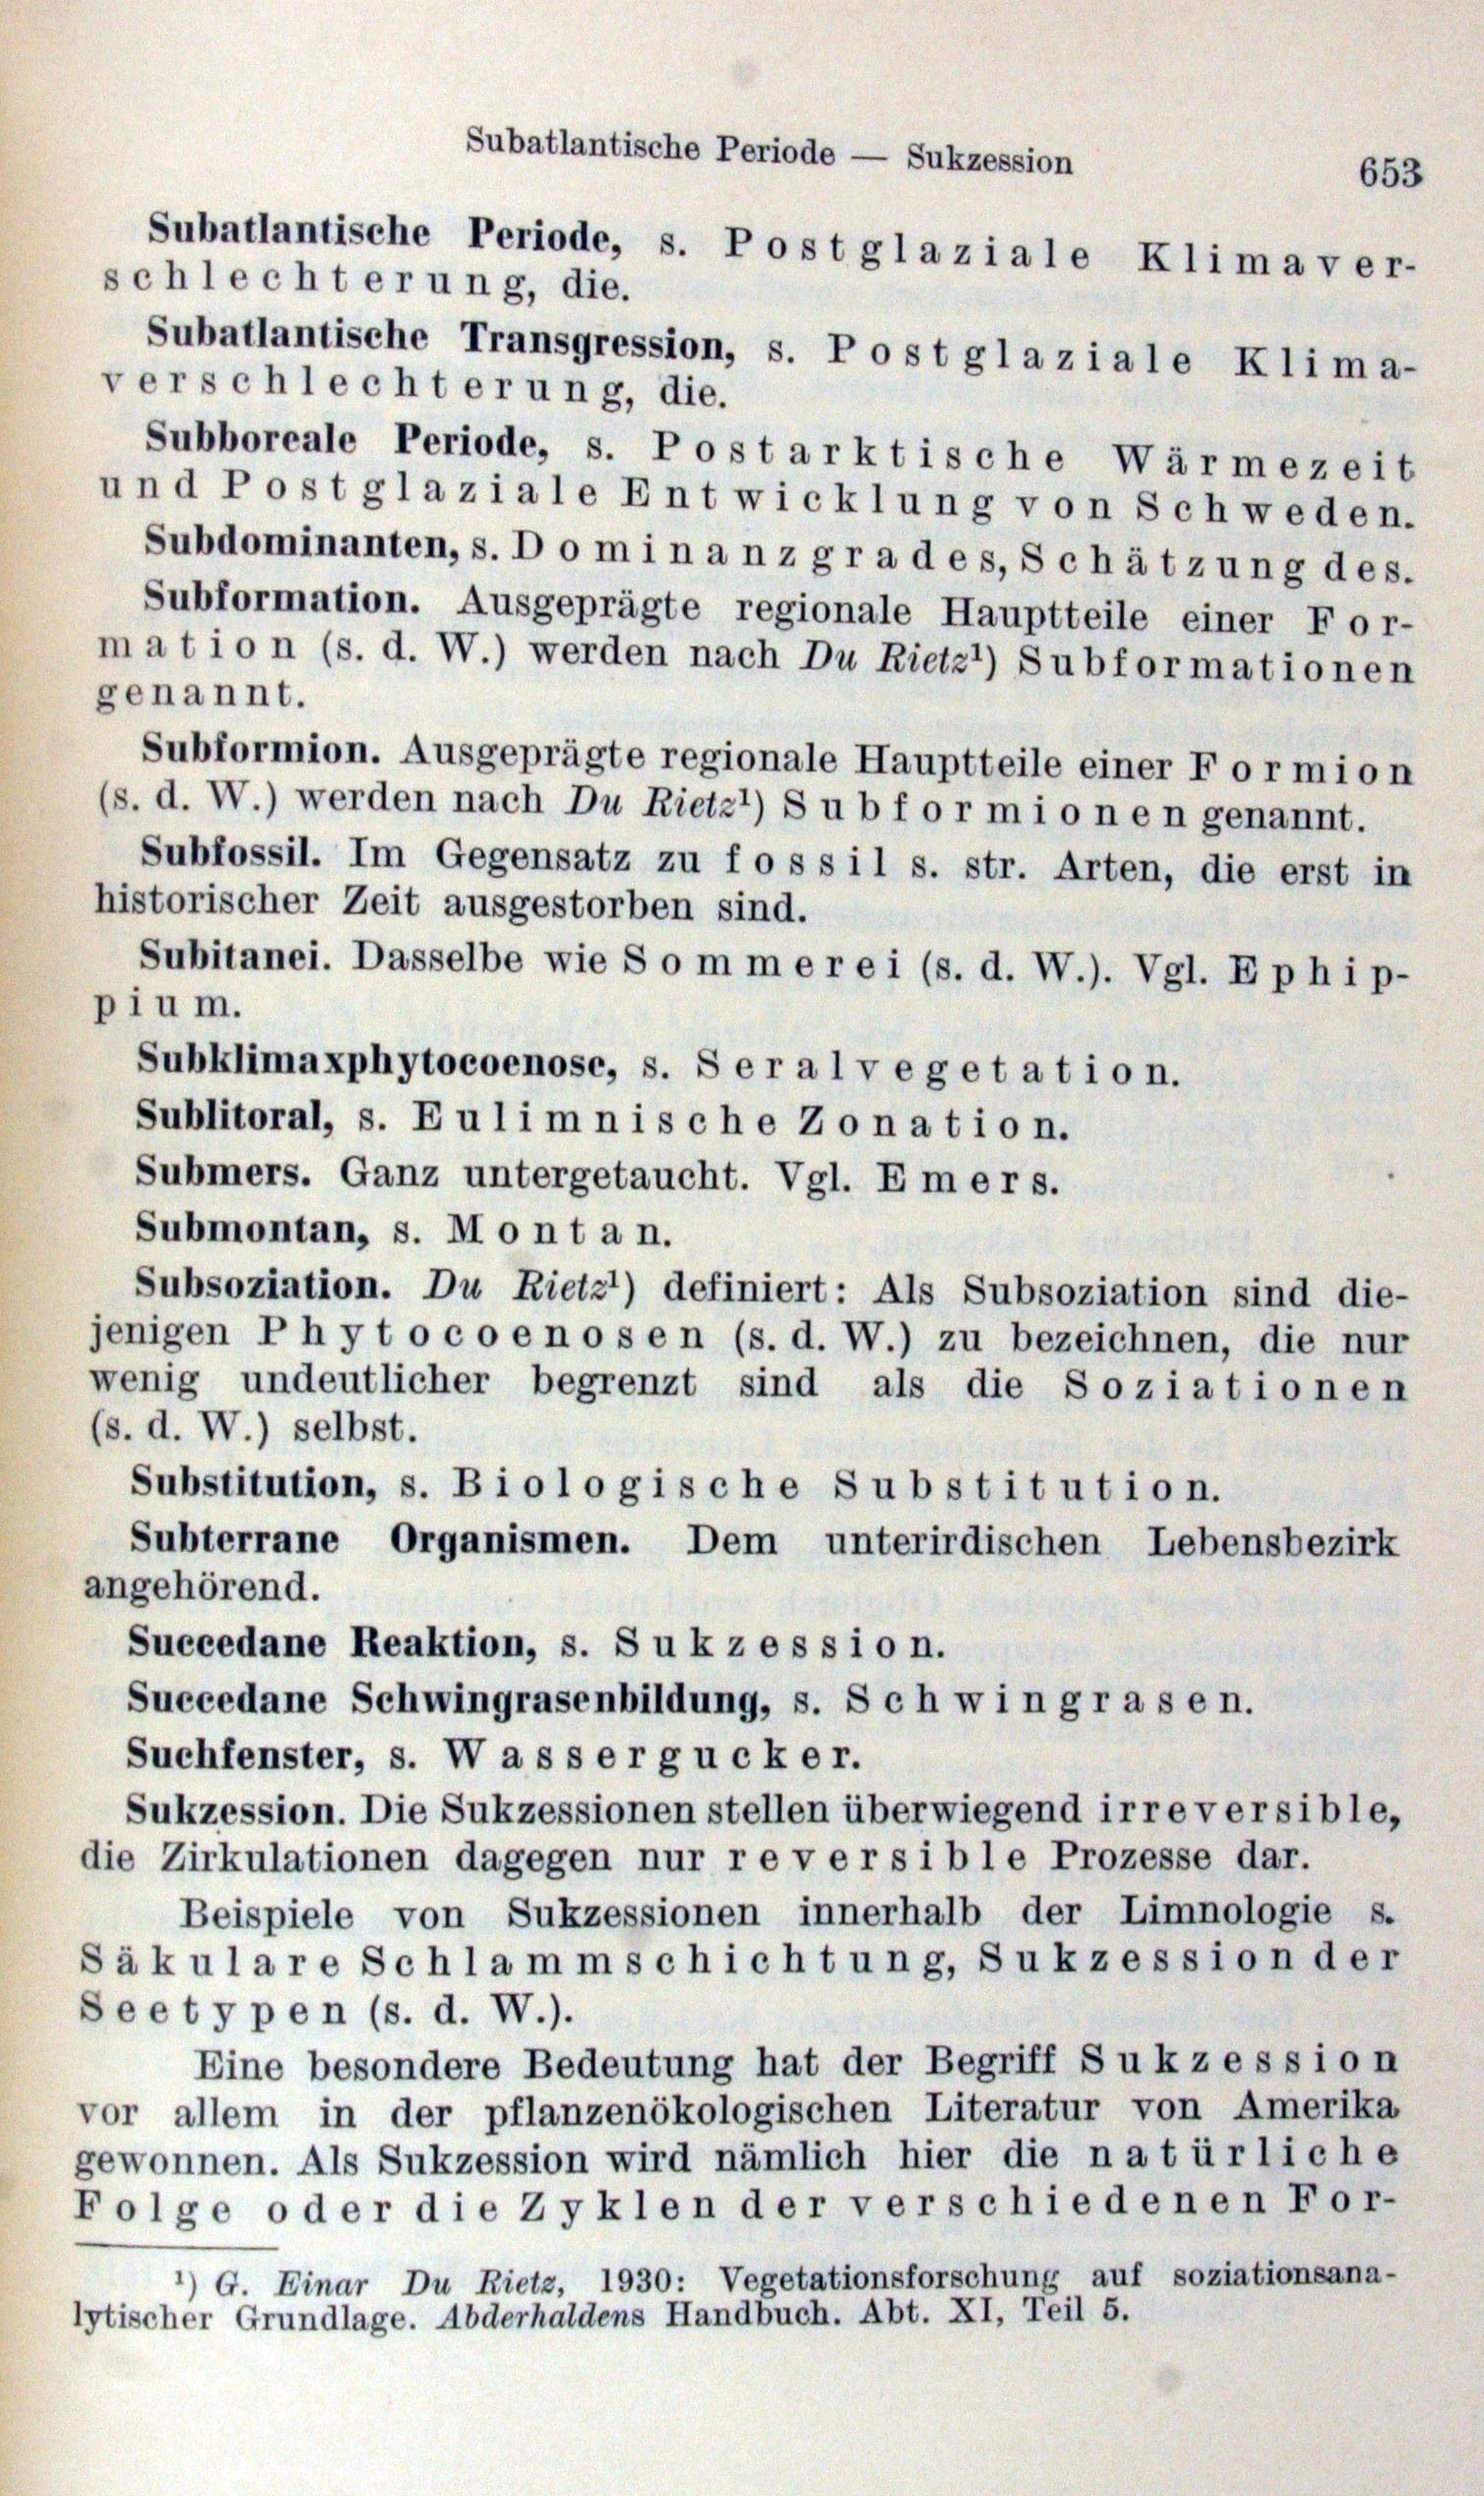 Subatlantische Periode — Sukzession
653
Subatlantische Periode, s. Postglaziale Klimaver-
schlechterung, die.
Subatlantische Transgression, s. Postglaziale Klima-
verschlechterung, die.
Subboreale Periode, s. Postarktische Wärmezeit
und Postglaziale Entwicklung von Schweden.
Subdominanten, s. Dominanzgrades, Schätzung des.
Subformation. Ausgeprägte regionale Hauptteile einer For-
mation (s. d. W.) werden nach Du Rietz¹) Subformationen
genannt.
Subformion. Ausgeprägte regionale Hauptteile einer Formion
(s. d. W.) werden nach Du Rietz¹) Subformionen genannt.
Subfossil. Im Gegensatz zu fossil s. str. Arten, die erst in
historischer Zeit ausgestorben sind.
Subitanei. Dasselbe wie Sommerei (s. d. W.). Vgl. Ephip-
pium.
Subklimaxphytocoenose, s. Seralvegetation.
Sublitoral, s. Eulimnische Zonation.
Submers. Ganz untergetaucht. Vgl. Emers.
Submontan, s. Montan.
Subsoziation. Du Rietz¹) definiert: Als Subsoziation sind die-
jenigen Phytocoenosen (s. d. W.) zu bezeichnen, die nur
wenig undeutlicher begrenzt sind als die Soziationen
(s. d. W.) selbst.
Substitution, s. Biologische Substitution.
Subterrane Organismen. Dem unterirdischen Lebensbezirk
angehörend.
Succedane Reaktion, s. Sukzession.
Succedane Schwingrasenbildung, s. Schwingrasen.
Suchfenster, s. Wassergucker.
Sukzession. Die Sukzessionen stellen überwiegend irreversible,
die Zirkulationen dagegen nur reversible Prozesse dar.
Beispiele von Sukzessionen innerhalb der Limnologie s.
Säkulare Schlammschichtung, Sukzession der
Seetypen (s. d. W.).
Eine besondere Bedeutung hat der Begriff Sukzession
vor allem in der pflanzenökologischen Literatur von Amerika
gewonnen. Als Sukzession wird nämlich hier die natürliche
Folge oder die Zyklen der verschiedenen For-
¹) G. Einar Du Rietz, 1930: Vegetationsforschung auf soziationsana-
lytischer Grundlage. Abderhaldens Handbuch. Abt. XI, Teil 5.